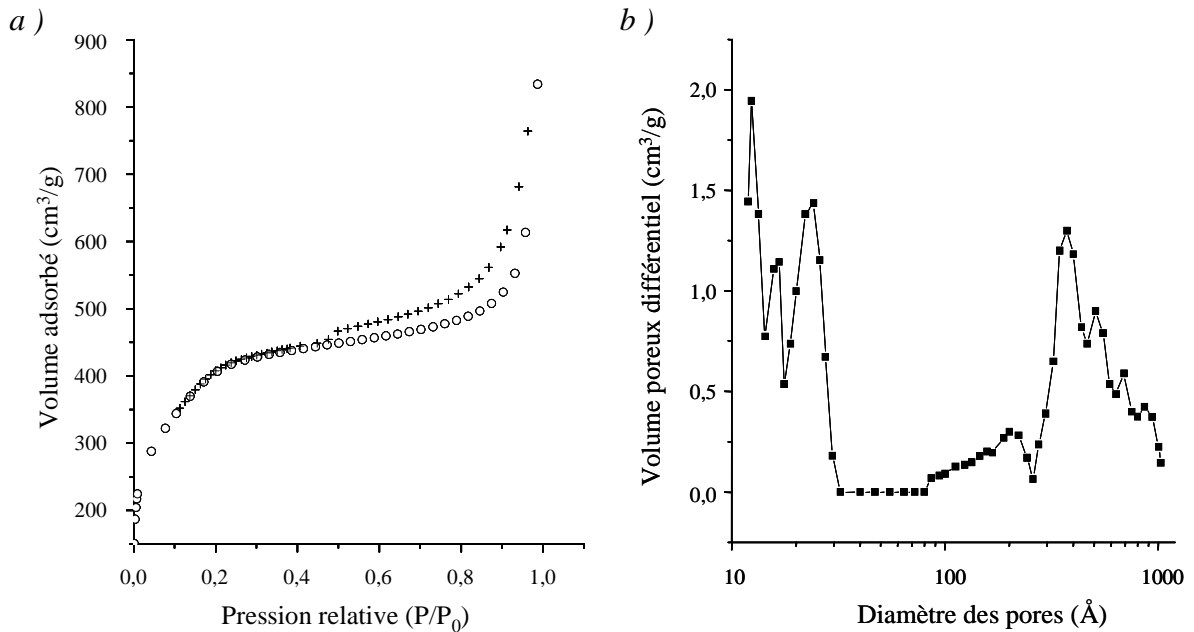 a )
900
800
700
600
500
400
300
200
Volume adsorbé (cm³/g)
0,0 0,2 0,4 0,6 0,8 1,0
Pression relative (P/P₀)
b )
2,0
1,5
1,0
0,5
0,0
Volume poreux différentiel (cm³/g)
10 100 1000
Diamètre des pores (Å)